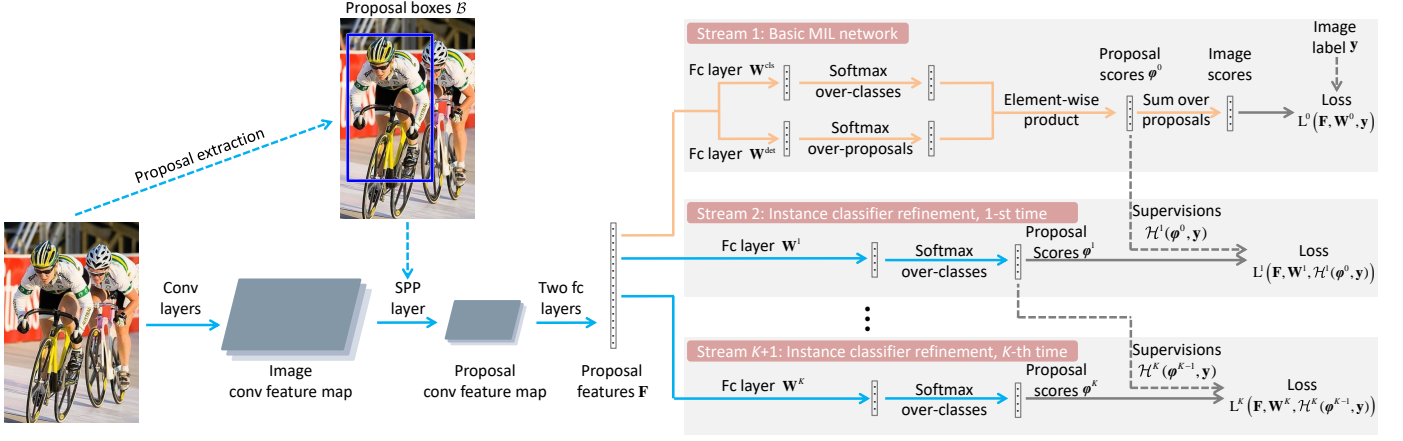 Proposal boxes ℬ
Proposal extraction
Conv
layers
Image
conv feature map
SPP
layer
Proposal
conv feature map
Two fc
layers
Proposal
features F
Stream 1: Basic MIL network
Fc layer W^cls
Softmax
over-classes
Fc layer W^det
Softmax
over-proposals
Element-wise
product
Proposal
scores φ^0
Sum over
proposals
Image
scores
Image
label y
Loss
L^0(F, W^0, y)
Stream 2: Instance classifier refinement, 1-st time
Fc layer W^1
Softmax
over-classes
Proposal
Scores φ^1
Supervisions
ℋ^1(φ^0, y)
Loss
L^1(F, W^1, ℋ^1(φ^0, y))
Stream K+1: Instance classifier refinement, K-th time
Fc layer W^K
Softmax
over-classes
Proposal
scores φ^K
Supervisions
ℋ^K(φ^{K-1}, y)
Loss
L^K(F, W^K, ℋ^K(φ^{K-1}, y))